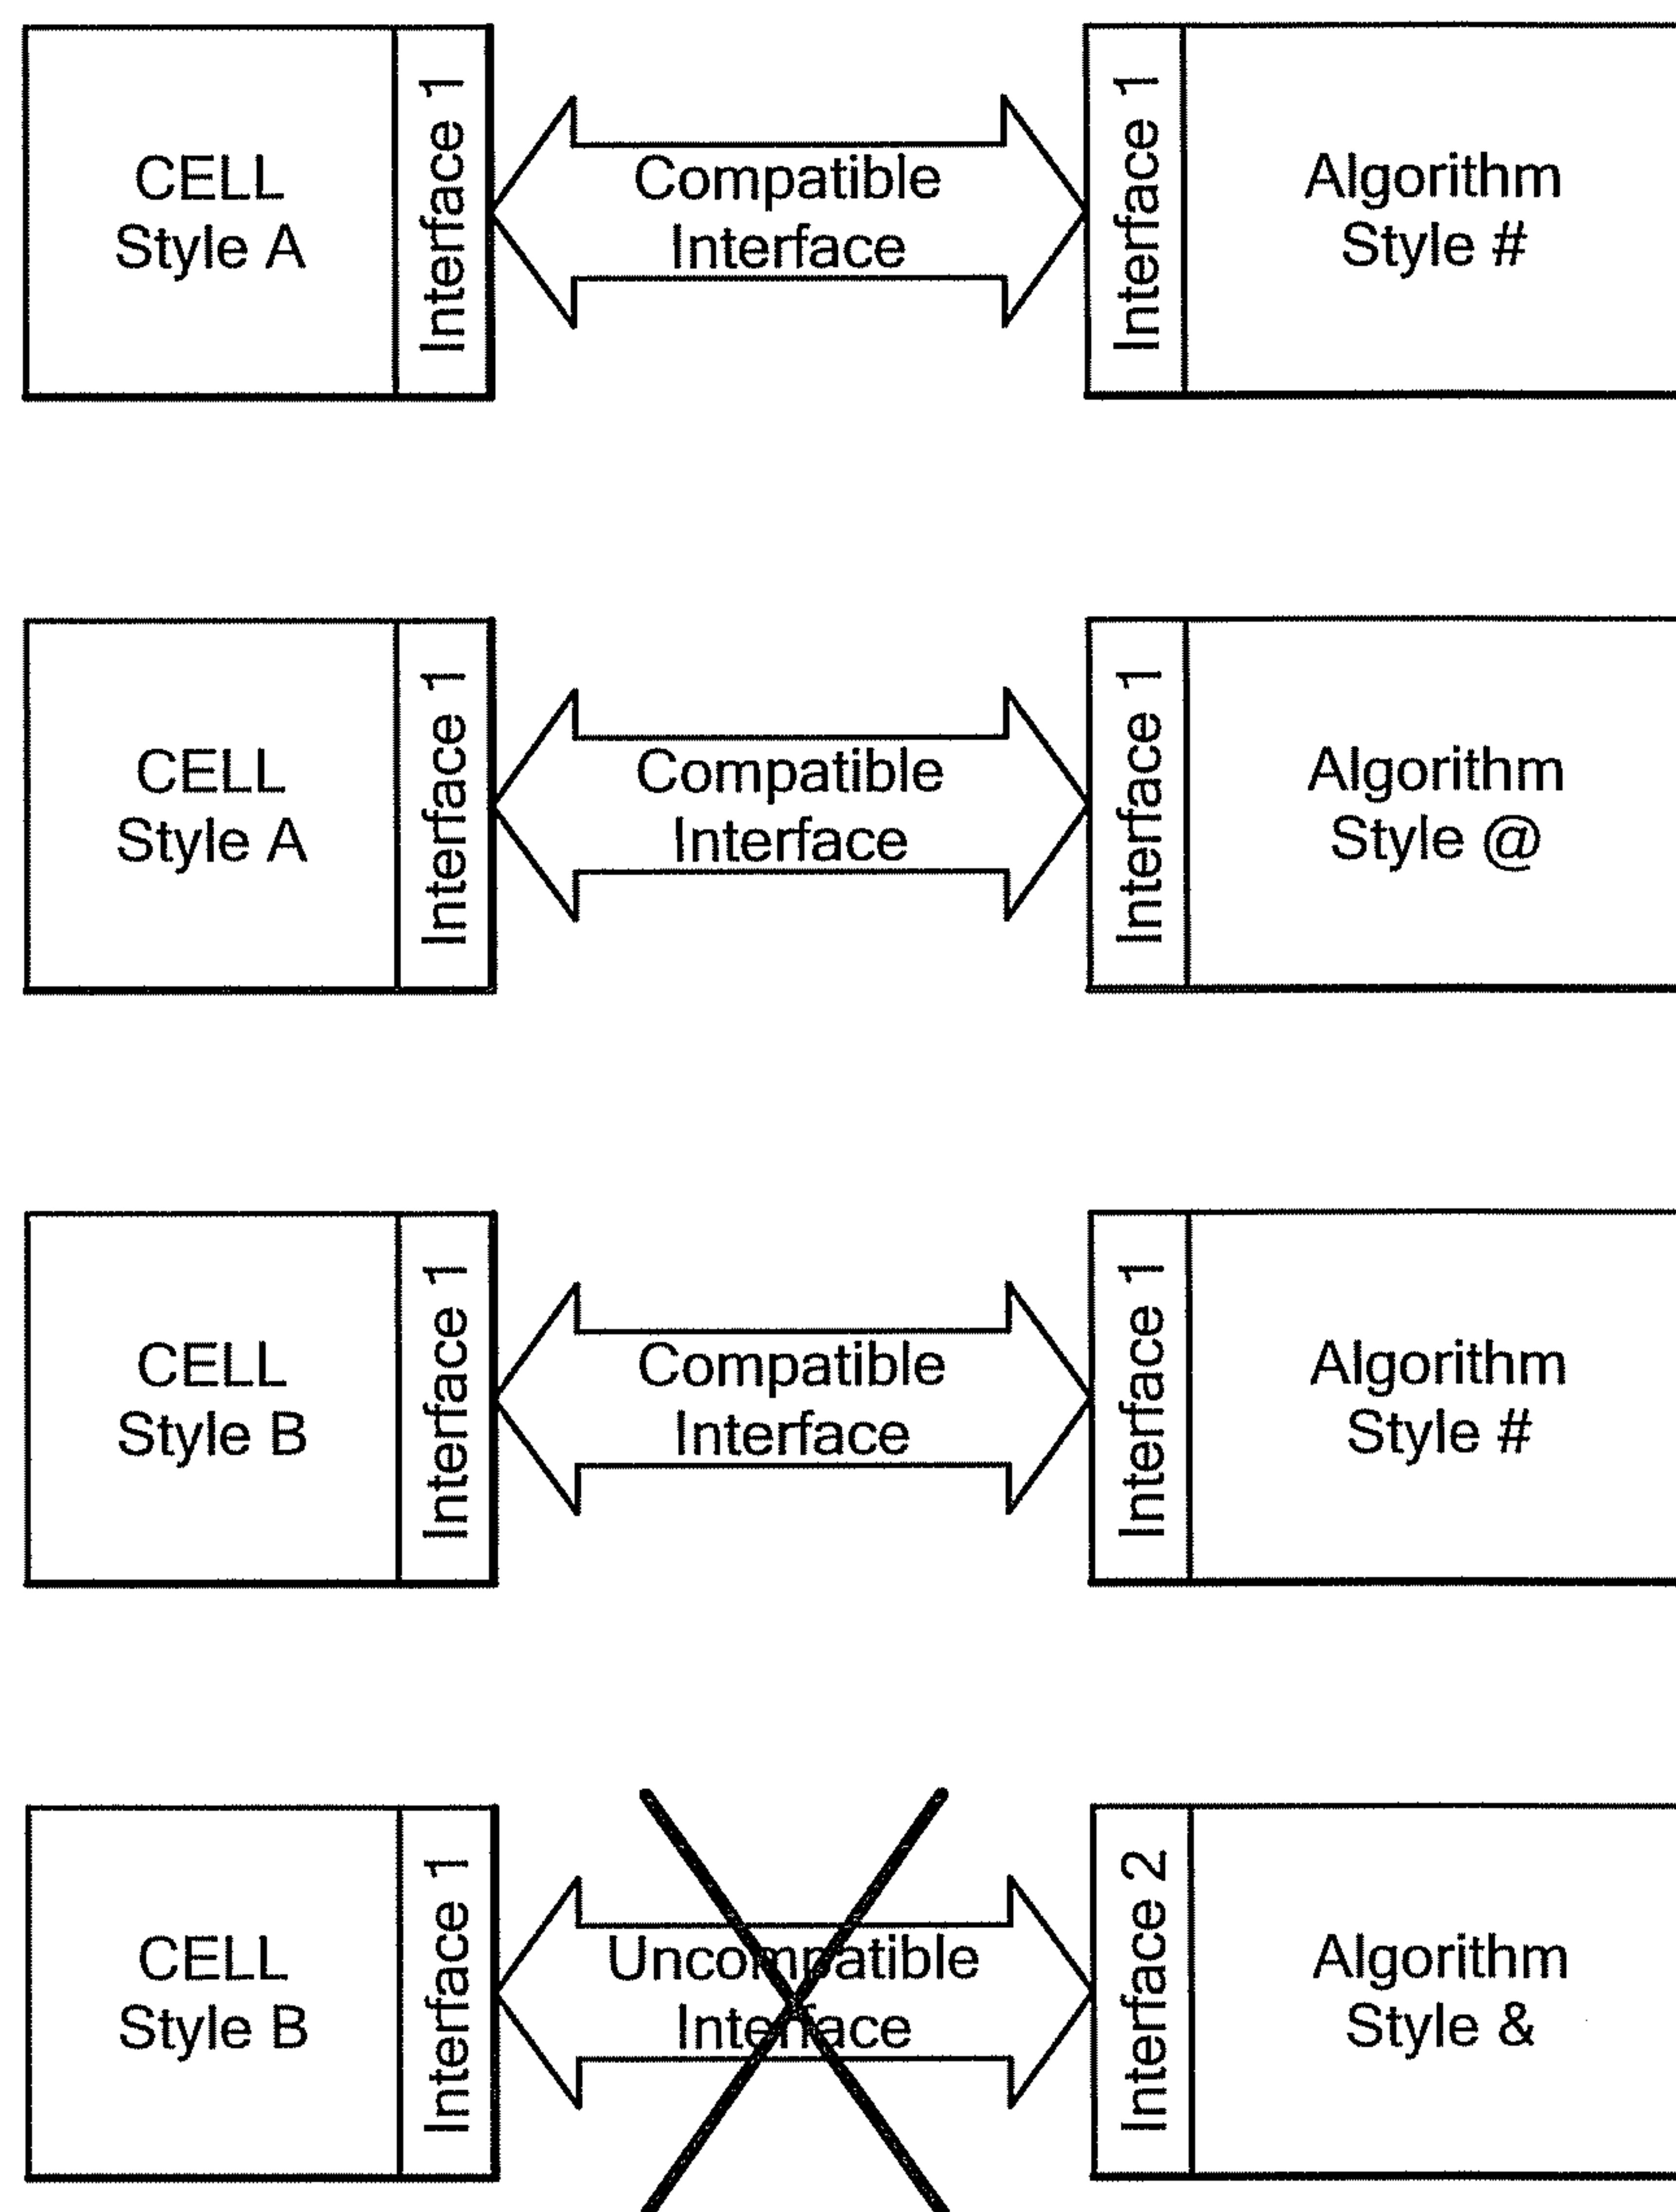 CELL
Style A
Interface 1
Compatible
Interface
Interface 1
Algorithm
Style #
CELL
Style A
Interface 1
Compatible
Interface
Interface 1
Algorithm
Style @
CELL
Style B
Interface 1
Compatible
Interface
Interface 1
Algorithm
Style #
CELL
Style B
Interface 1
Uncompatible
Interface
Interface 2
Algorithm
Style &